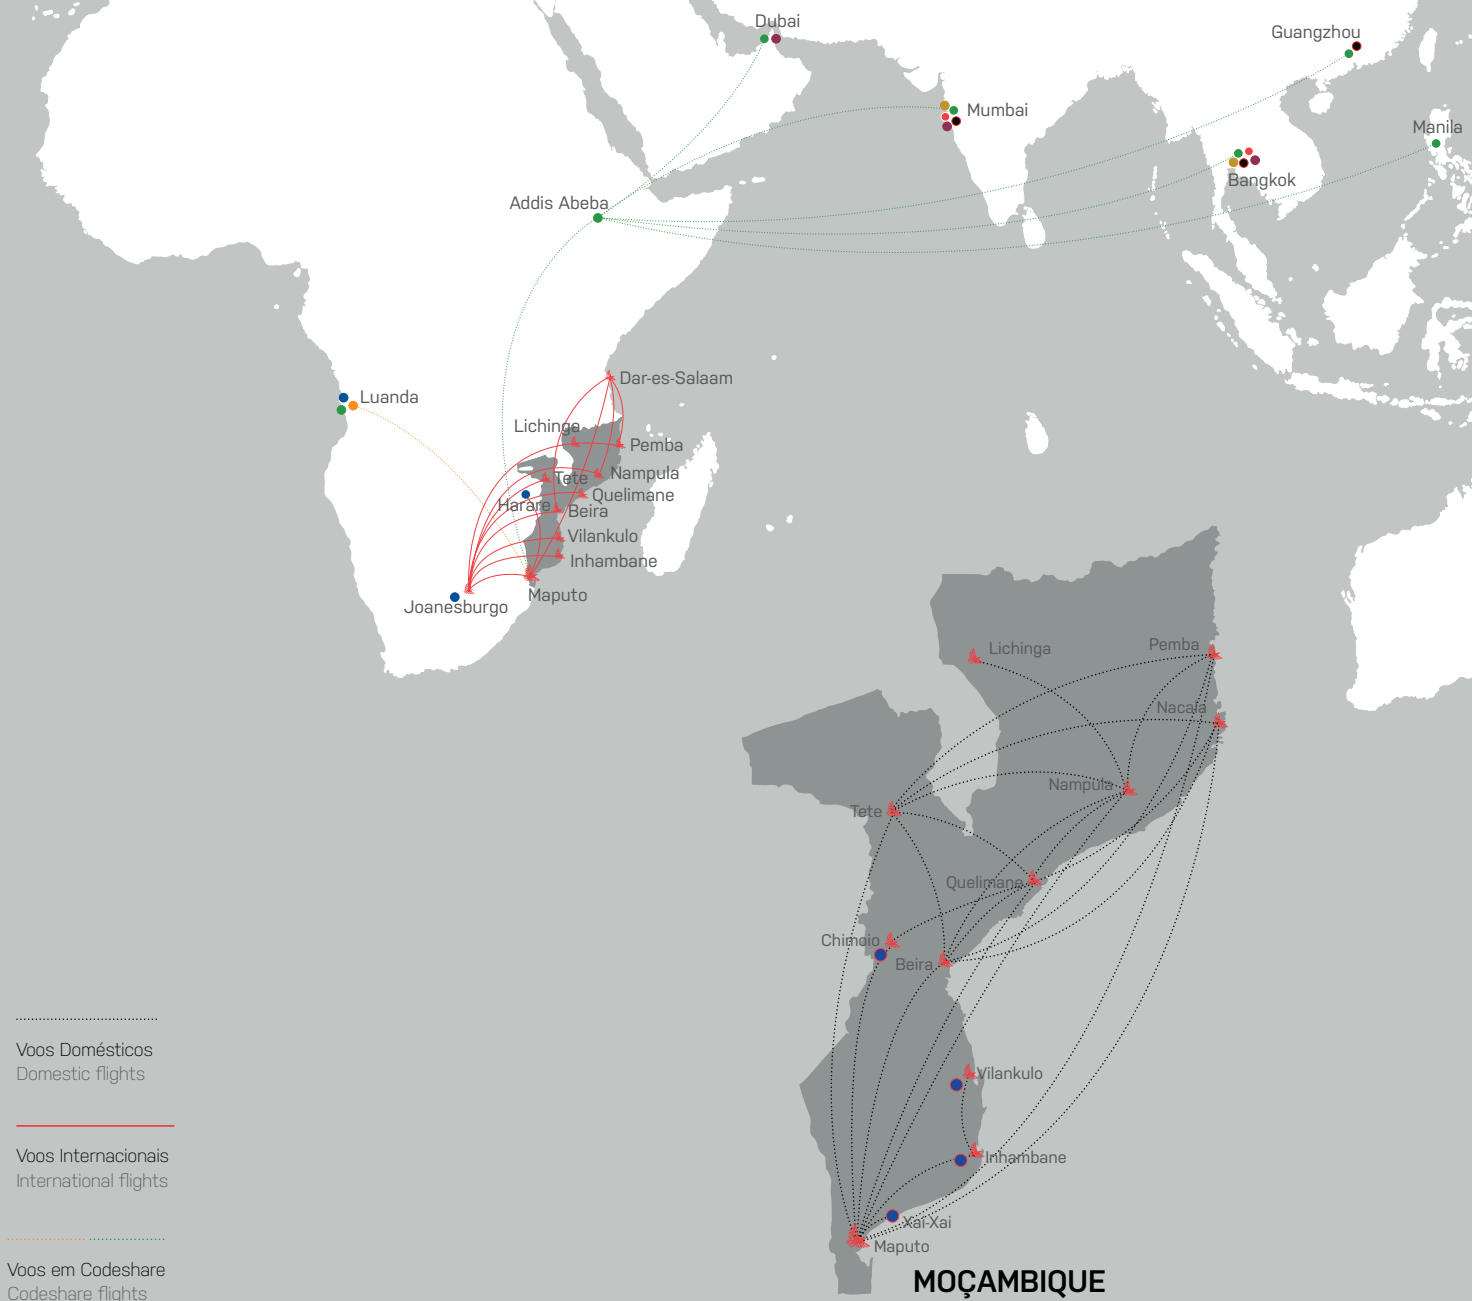 Dubai
Guangzhou
Mumbai
Manila
Bangkok
Addis Abeba
Dar-es-Salaam
Luanda
Lichinga
Pemba
Tete
Nampula
Quelimane
Harare
Beira
Vilankulo
Inhambane
Maputo
Joanesburgo
Lichinga
Pemba
Nacala
Nampula
Tete
Quelimane
Chimoio
Beira
Vilankulo
Inhambane
Xai-Xai
Maputo
MOÇAMBIQUE
Voos Domésticos
Domestic flights
Voos Internacionais
International flights
Voos em Codeshare
Codeshare flights